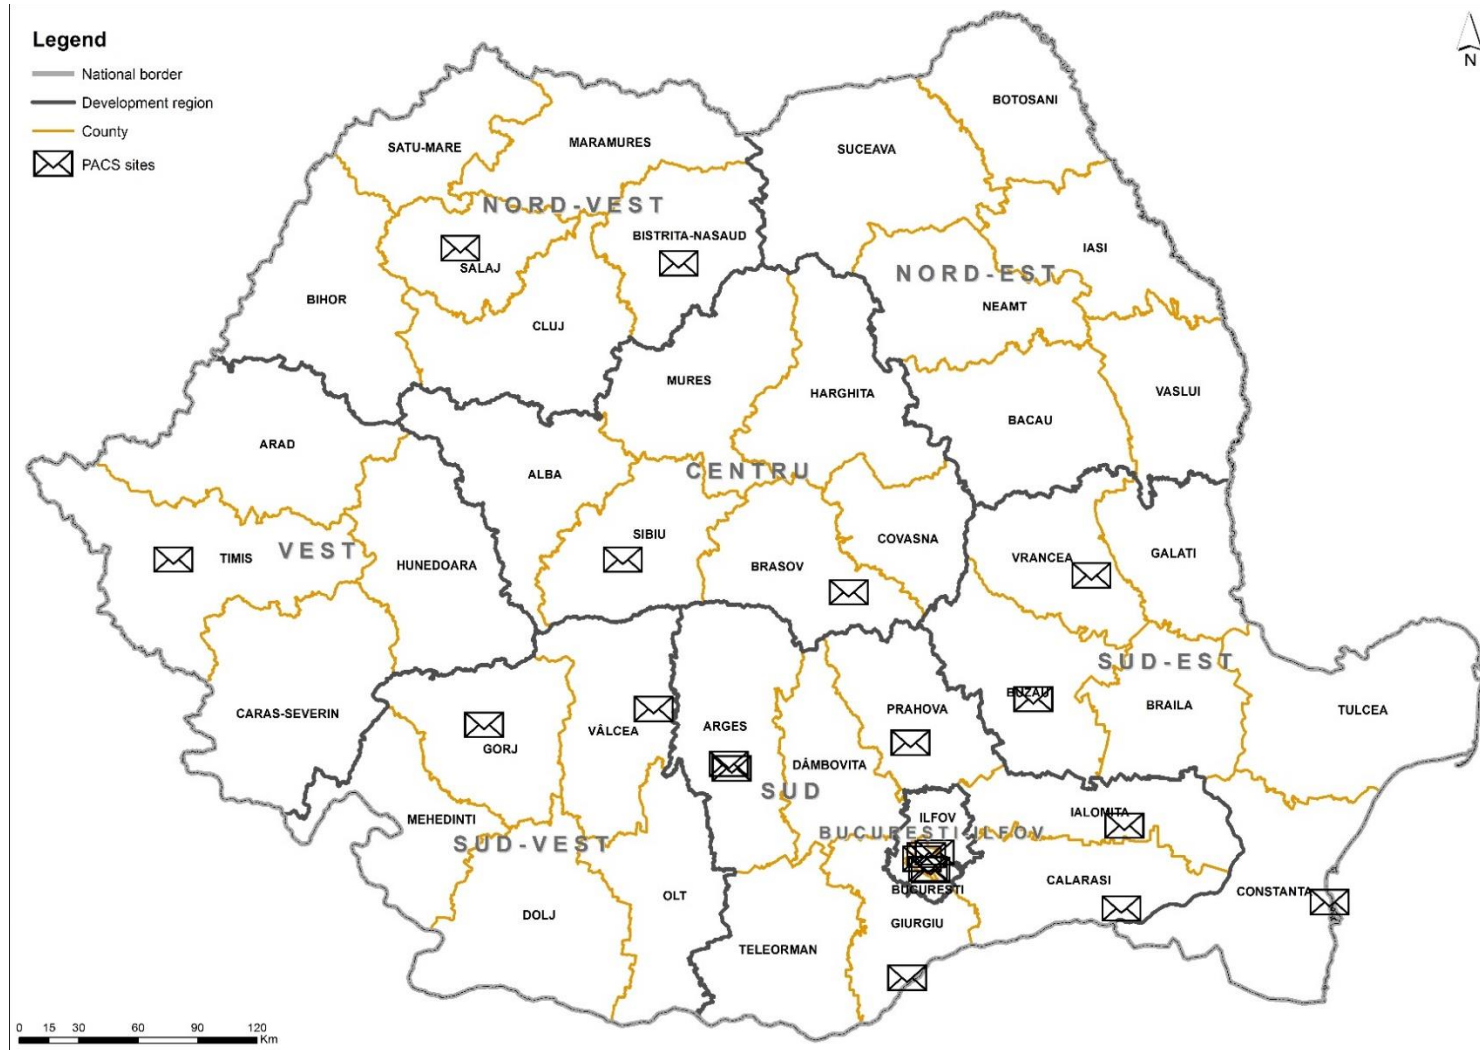 Legend
National border
Development region
County
PACS sites
N
BOTOSANI
SATU-MARE
MARAMURES
SUCEAVA
NORD-VEST
BISTRITA-NASAUD
IASI
SALAJ
NORD-EST
BIHOR
NEAMT
CLUJ
MURES
HARGHITA
VASLUI
BACAU
ARAD
ALBA
CENTRU
SIBIU
COVASNA
TIMIS
VEST
HUNEDOARA
BRASOV
VRANCEA
GALATI
SUD-EST
BUZAU
BRAILA
TULCEA
CARAS-SEVERIN
PRAHOVA
ARGES
VÂLCEA
GORJ
DÂMBOVITA
SUD
MEHEDINTI
SUD-VEST
ILFOV
IALOMITA
BUCURESTI-ILFOV
CALARASI
BUCURESTI
CONSTANTA
OLT
DOLJ
GIURGIU
TELEORMAN
0 15 30 60 90 120
Km